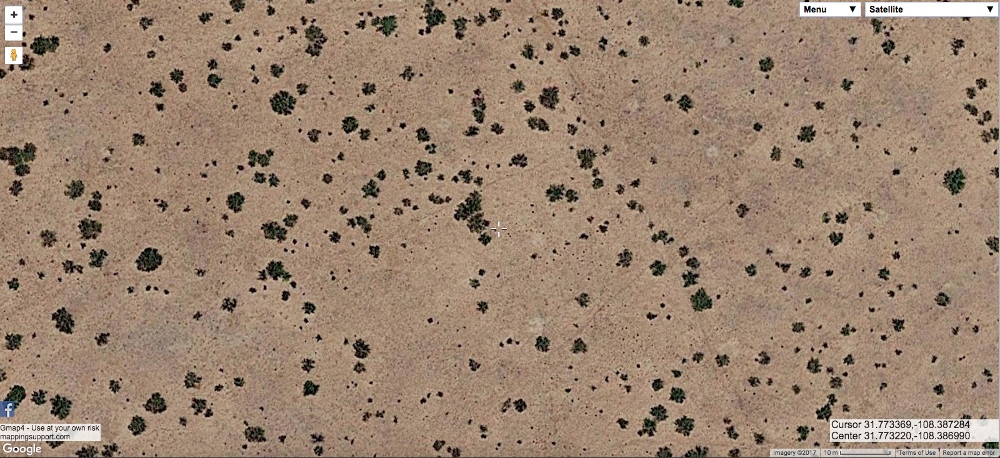 +
Menu ▼
Satellite ▼
−
f
Gmap4 - Use at your own risk
mappingsupport.com
Google
Cursor 31.773369,-108.387284
Center 31.773220,-108.386990
Imagery ©2017
10 m
Terms of Use
Report a map error